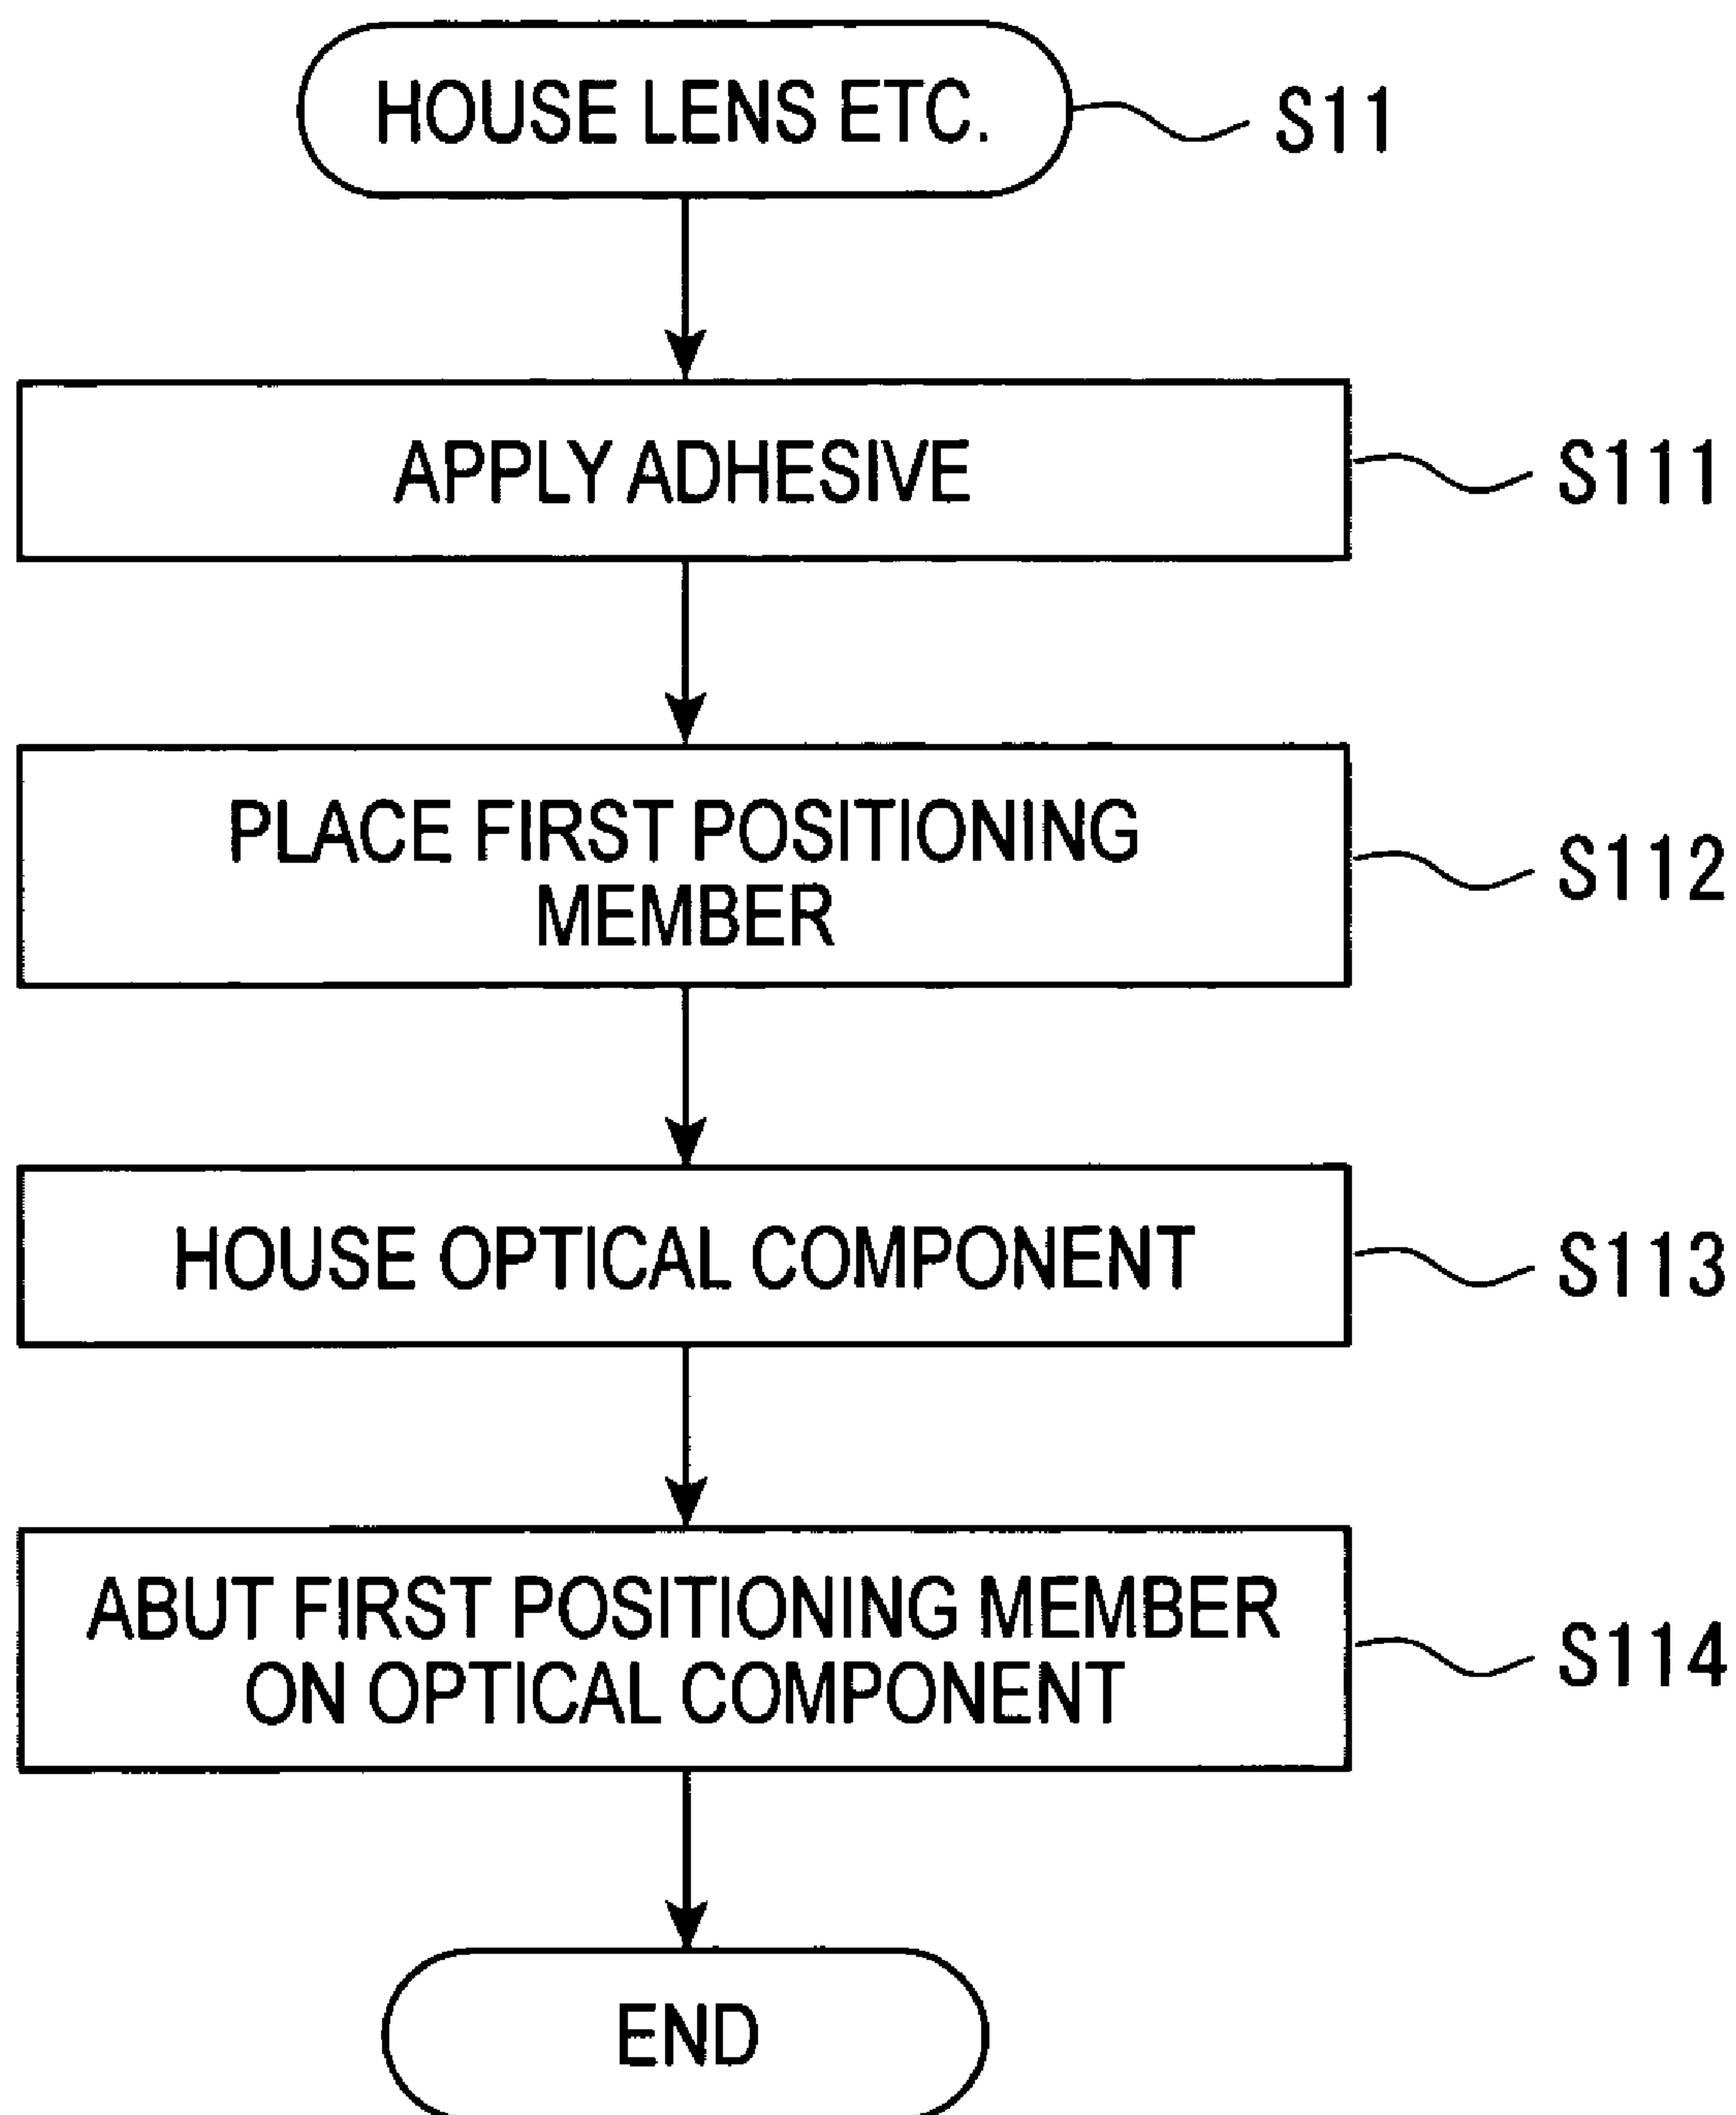 HOUSE LENS ETC.
S11
APPLY ADHESIVE
S111
PLACE FIRST POSITIONING
MEMBER
S112
HOUSE OPTICAL COMPONENT
S113
ABUT FIRST POSITIONING MEMBER
ON OPTICAL COMPONENT
S114
END